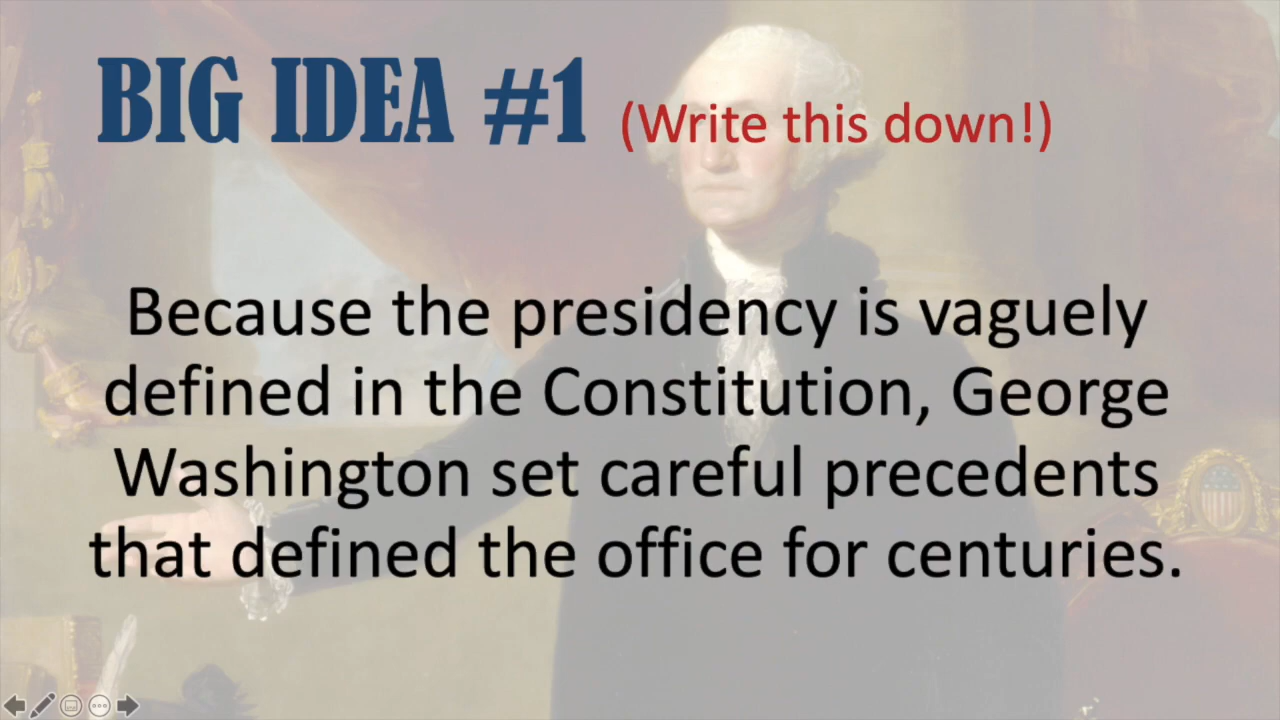 BIG IDEA #1 (Write this down!)
Because the presidency is vaguely
defined in the Constitution, George
Washington set careful precedents
that defined the office for centuries.